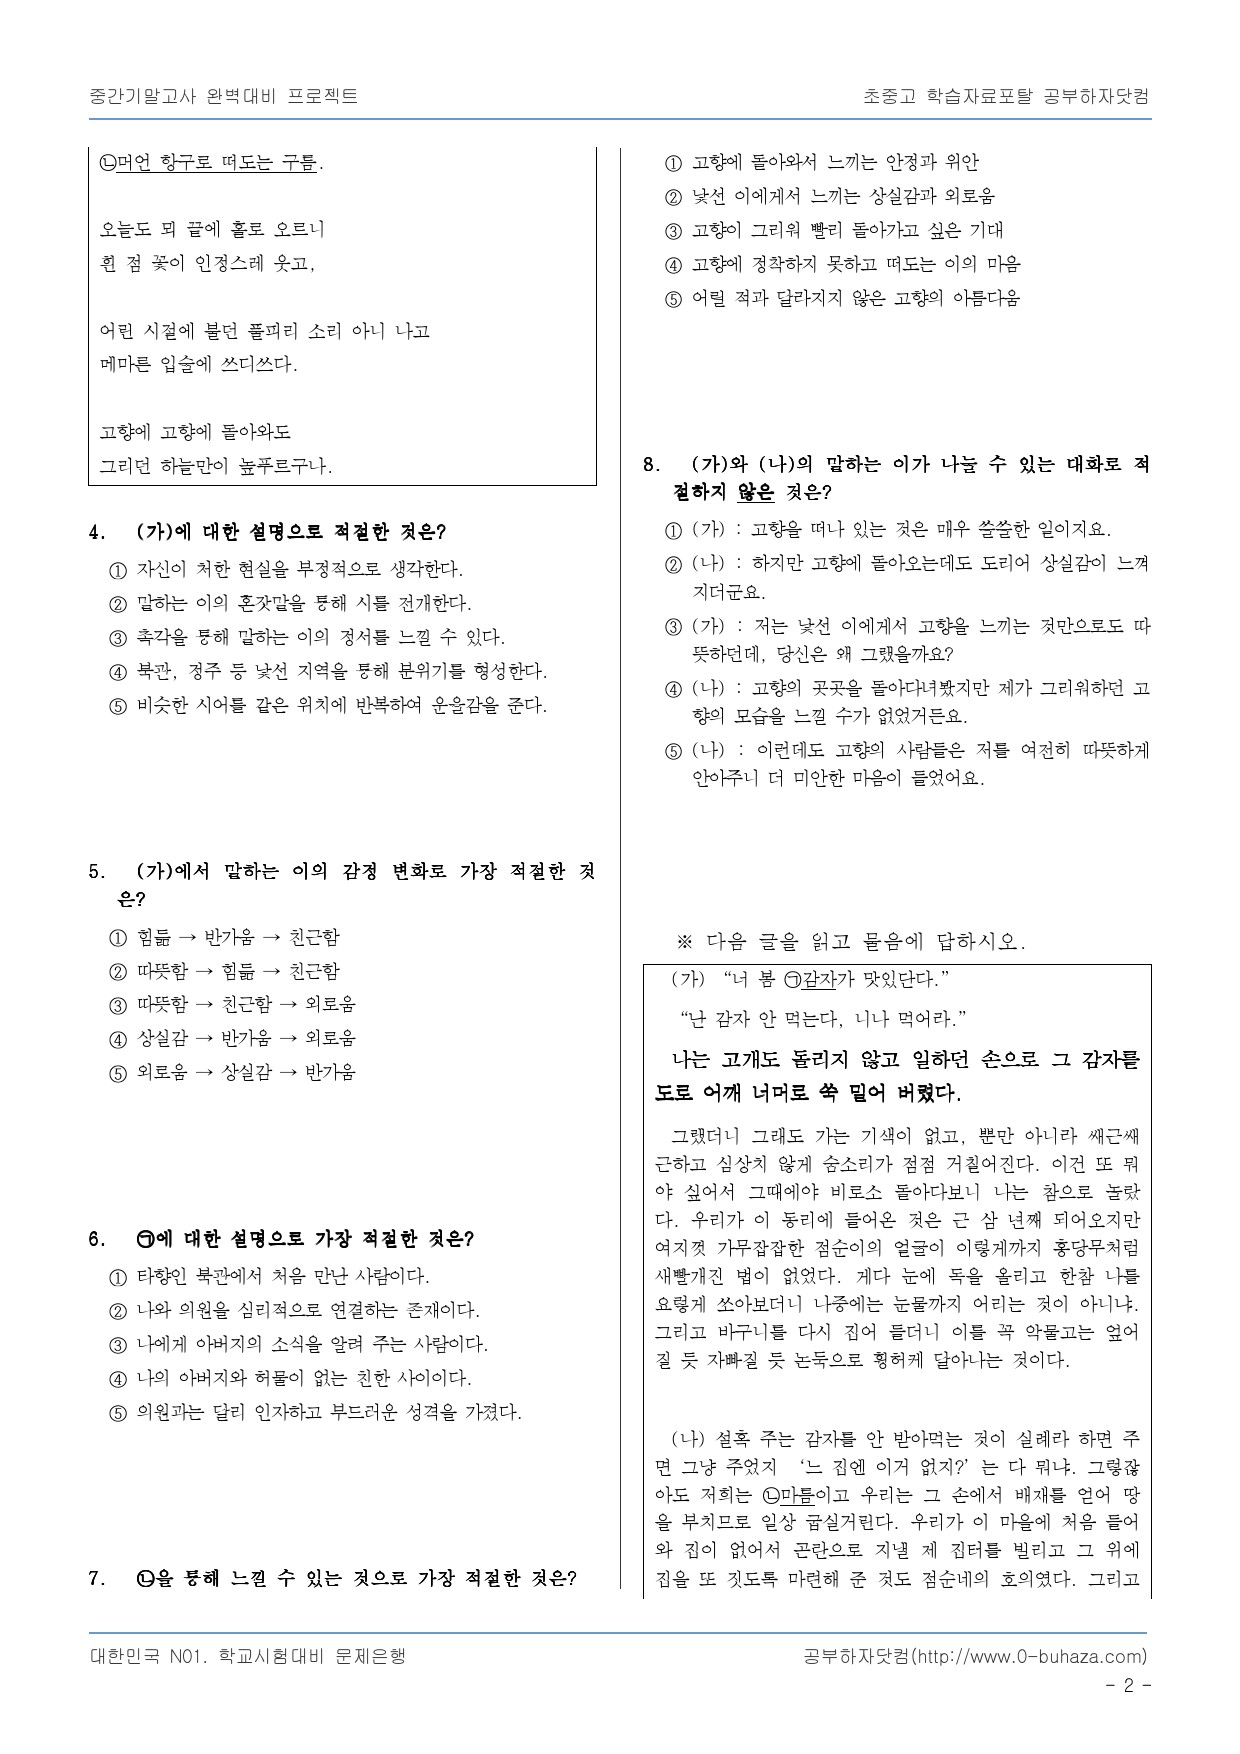 중간기말고사 완벽대비 프로젝트
초중고 학습자료포탈 공부하자닷컴
㉡머언 항구로 떠도는 구름.
오늘도 뫼 끝에 홀로 오르니
흰 점 꽃이 인정스레 웃고,
어린 시절에 불던 풀피리 소리 아니 나고
메마른 입술에 쓰디쓰다.
고향에 고향에 돌아와도
그리던 하늘만이 높푸르구나.
4. (가)에 대한 설명으로 적절한 것은?
① 자신이 처한 현실을 부정적으로 생각한다.
② 말하는 이의 혼잣말을 통해 시를 전개한다.
③ 촉각을 통해 말하는 이의 정서를 느낄 수 있다.
④ 북관, 정주 등 낯선 지역을 통해 분위기를 형성한다.
⑤ 비슷한 시어를 같은 위치에 반복하여 운율감을 준다.
5. (가)에서 말하는 이의 감정 변화로 가장 적절한 것
은?
① 힘듦 → 반가움 → 친근함
② 따뜻함 → 힘듦 → 친근함
③ 따뜻함 → 친근함 → 외로움
④ 상실감 → 반가움 → 외로움
⑤ 외로움 → 상실감 → 반가움
6. ㉠에 대한 설명으로 가장 적절한 것은?
① 타향인 북관에서 처음 만난 사람이다.
② 나와 의원을 심리적으로 연결하는 존재이다.
③ 나에게 아버지의 소식을 알려 주는 사람이다.
④ 나의 아버지와 허물이 없는 친한 사이이다.
⑤ 의원과는 달리 인자하고 부드러운 성격을 가졌다.
7. ㉡을 통해 느낄 수 있는 것으로 가장 적절한 것은?
① 고향에 돌아와서 느끼는 안정과 위안
② 낯선 이에게서 느끼는 상실감과 외로움
③ 고향이 그리워 빨리 돌아가고 싶은 기대
④ 고향에 정착하지 못하고 떠도는 이의 마음
⑤ 어릴 적과 달라지지 않은 고향의 아름다움
8. (가)와 (나)의 말하는 이가 나눌 수 있는 대화로 적
절하지 않은 것은?
① (가) : 고향을 떠나 있는 것은 매우 쓸쓸한 일이지요.
② (나) : 하지만 고향에 돌아오는데도 도리어 상실감이 느껴
지더군요.
③ (가) : 저는 낯선 이에게서 고향을 느끼는 것만으로도 따
뜻하던데, 당신은 왜 그랬을까요?
④ (나) : 고향의 곳곳을 돌아다녀봤지만 제가 그리워하던 고
향의 모습을 느낄 수가 없었거든요.
⑤ (나) : 이런데도 고향의 사람들은 저를 여전히 따뜻하게
안아주니 더 미안한 마음이 들었어요.
※ 다음 글을 읽고 물음에 답하시오.
(가) “너 봄 ㉠감자가 맛있단다.”
“난 감자 안 먹는다, 니나 먹어라.”
나는 고개도 돌리지 않고 일하던 손으로 그 감자를
도로 어깨 너머로 쑥 밀어 버렸다.
그랬더니 그래도 가는 기색이 없고, 뿐만 아니라 쌔근쌔
근하고 심상치 않게 숨소리가 점점 거칠어진다. 이건 또 뭐
야 싶어서 그때에야 비로소 돌아다보니 나는 참으로 놀랐
다. 우리가 이 동리에 들어온 것은 근 삼 년째 되어오지만
여지껏 가무잡잡한 점순이의 얼굴이 이렇게까지 홍당무처럼
새빨개진 법이 없었다. 게다 눈에 독을 올리고 한참 나를
요렇게 쏘아보더니 나중에는 눈물까지 어리는 것이 아니냐.
그리고 바구니를 다시 집어 들더니 이를 꼭 악물고는 엎어
질 듯 자빠질 듯 논둑으로 횡허케 달아나는 것이다.
(나) 설혹 주는 감자를 안 받아먹는 것이 실례라 하면 주
면 그냥 주었지 ‘느 집엔 이거 없지?’는 다 뭐냐. 그렇잖
아도 저희는 ㉡마름이고 우리는 그 손에서 배재를 얻어 땅
을 부치므로 일상 굽실거린다. 우리가 이 마을에 처음 들어
와 집이 없어서 곤란으로 지낼 제 집터를 빌리고 그 위에
집을 또 짓도록 마련해 준 것도 점순네의 호의였다. 그리고
대한민국 N01. 학교시험대비 문제은행
공부하자닷컴(http://www.0-buhaza.com)
- 2 -